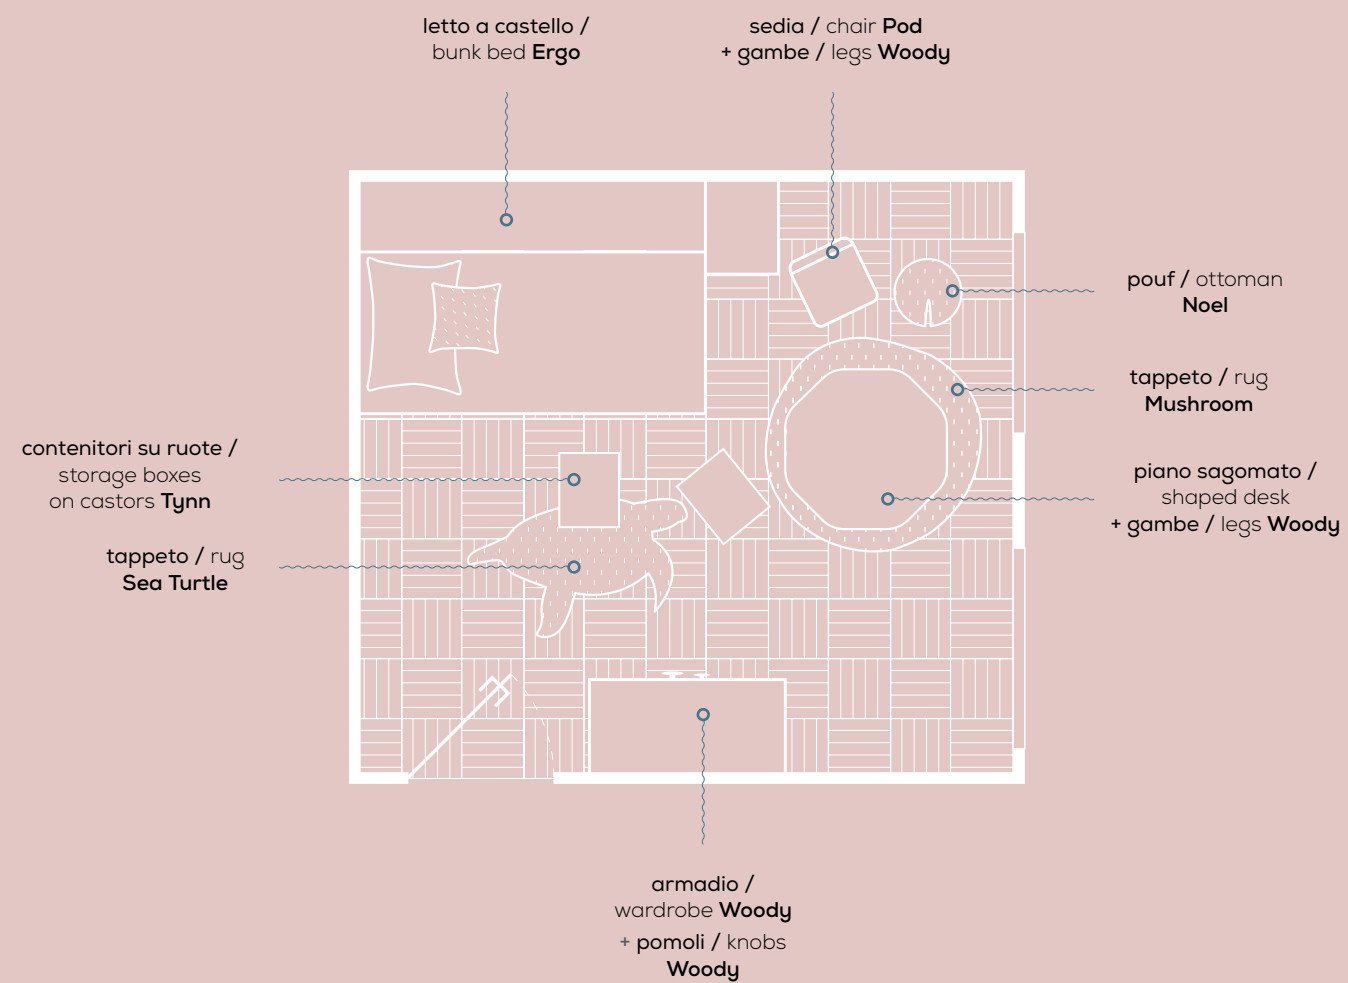 letto a castello /
bunk bed Ergo
sedia / chair Pod
+ gambe / legs Woody
pouf / ottoman
Noel
tappeto / rug
Mushroom
piano sagomato /
shaped desk
+ gambe / legs Woody
contenitori su ruote /
storage boxes
on castors Tynn
tappeto / rug
Sea Turtle
armadio /
wardrobe Woody
+ pomoli / knobs
Woody